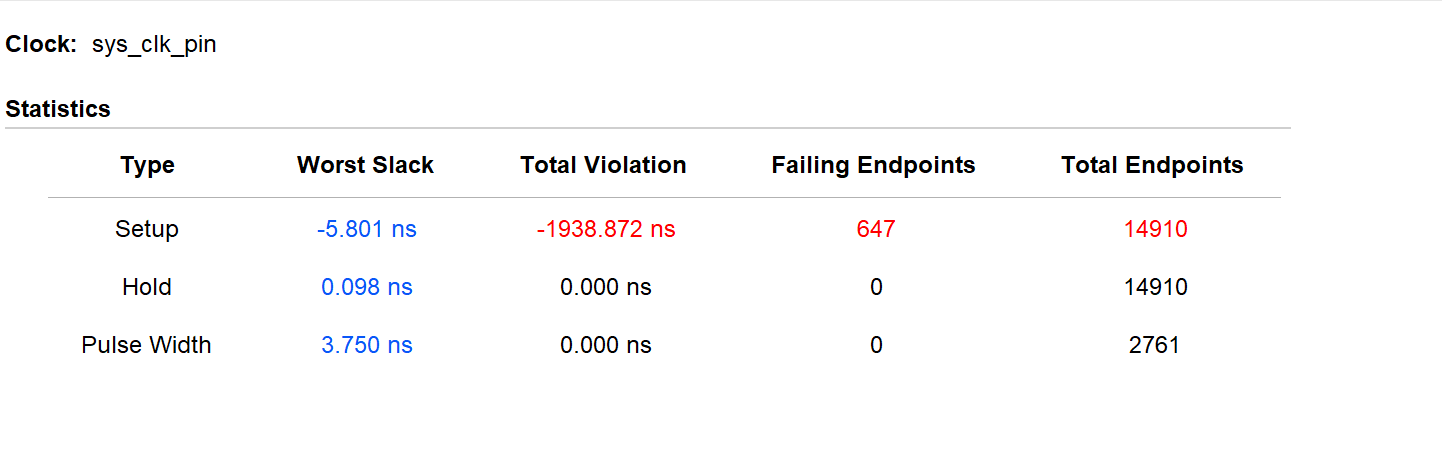 Clock: sys_clk_pin
Statistics
Type Worst Slack Total Violation Failing Endpoints Total Endpoints
Setup -5.801 ns -1938.872 ns 647 14910
Hold 0.098 ns 0.000 ns 0 14910
Pulse Width 3.750 ns 0.000 ns 0 2761